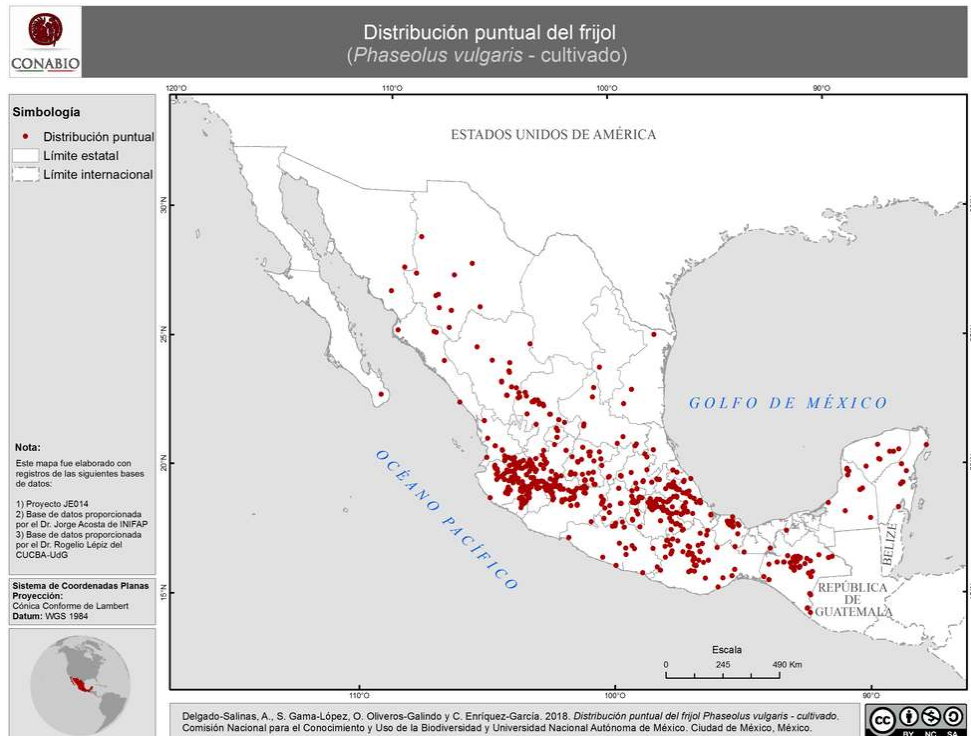 CONABIO
Distribución puntual del frijol
(Phaseolus vulgaris - cultivado)
Simbología
Distribución puntual
Límite estatal
Límite internacional
Nota:
Este mapa fue elaborado con
registros de las siguientes bases
de datos:
1) Proyecto JE014
2) Base de datos proporcionada
por el Dr. Jorge Acosta de INIFAP
3) Base de datos proporcionada
por el Dr. Rogelio Lépiz del
CUCBA-UdG
Sistema de Coordenadas Planas
Proyección:
Cónica Conforme de Lambert
Datum: WGS 1984
120°O
110°O
100°O
90°O
30°N
25°N
20°N
15°N
ESTADOS UNIDOS DE AMÉRICA
GOLFO DE MÉXICO
OCÉANO PACÍFICO
BELIZE
REPÚBLICA
DE
GUATEMALA
Escala
0 245 490 Km
110°O
100°O
90°O
Delgado-Salinas, A., S. Gama-López, O. Oliveros-Galindo y C. Enríquez-García. 2018. Distribución puntual del frijol Phaseolus vulgaris - cultivado.
Comisión Nacional para el Conocimiento y Uso de la Biodiversidad y Universidad Nacional Autónoma de México. Ciudad de México, México.
cc
BY NC SA